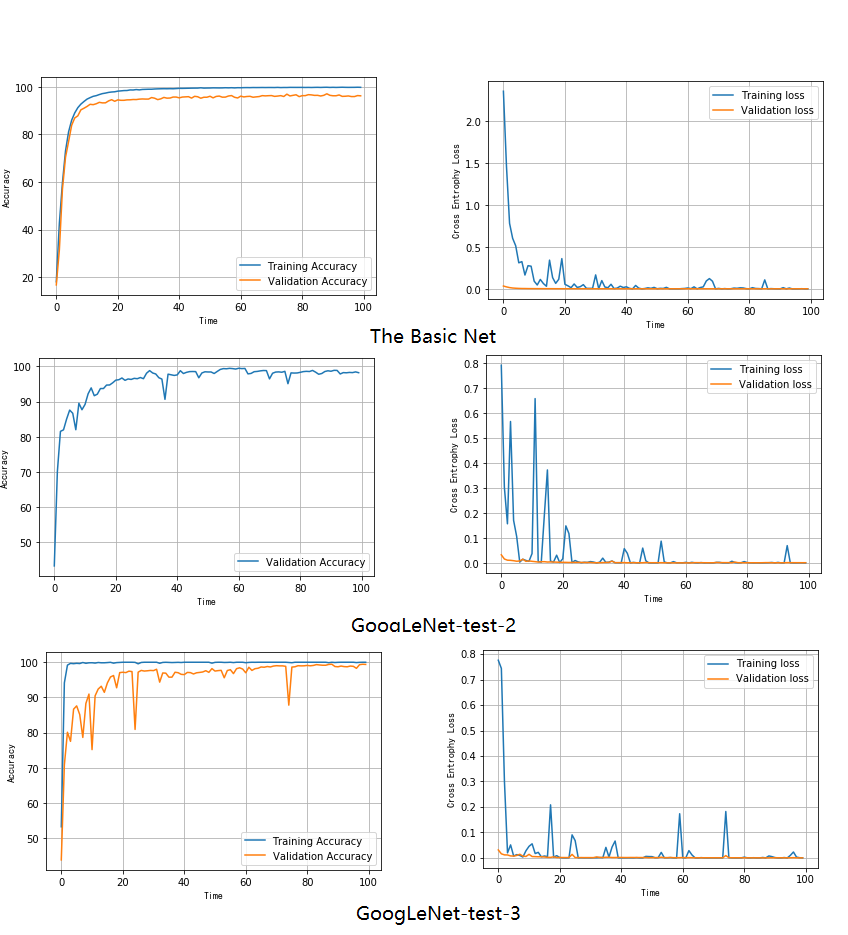 100
80
60
40
20
Accuracy
Training Accuracy
Validation Accuracy
0 20 40 60 80 100
Time
2.0
1.5
1.0
0.5
0.0
Cross Entrophy Loss
Training loss
Validation loss
0 20 40 60 80 100
Time
The Basic Net
100
90
80
70
60
50
Accuracy
Validation Accuracy
0 20 40 60 80 100
Time
0.8
0.7
0.6
0.5
0.4
0.3
0.2
0.1
0.0
Cross Entrophy Loss
Training loss
Validation loss
0 20 40 60 80 100
Time
GoogLeNet-test-2
100
90
80
70
60
50
Accuracy
Training Accuracy
Validation Accuracy
0 20 40 60 80 100
Time
0.8
0.7
0.6
0.5
0.4
0.3
0.2
0.1
0.0
Cross Entrophy Loss
Training loss
Validation loss
0 20 40 60 80 100
Time
GoogLeNet-test-3